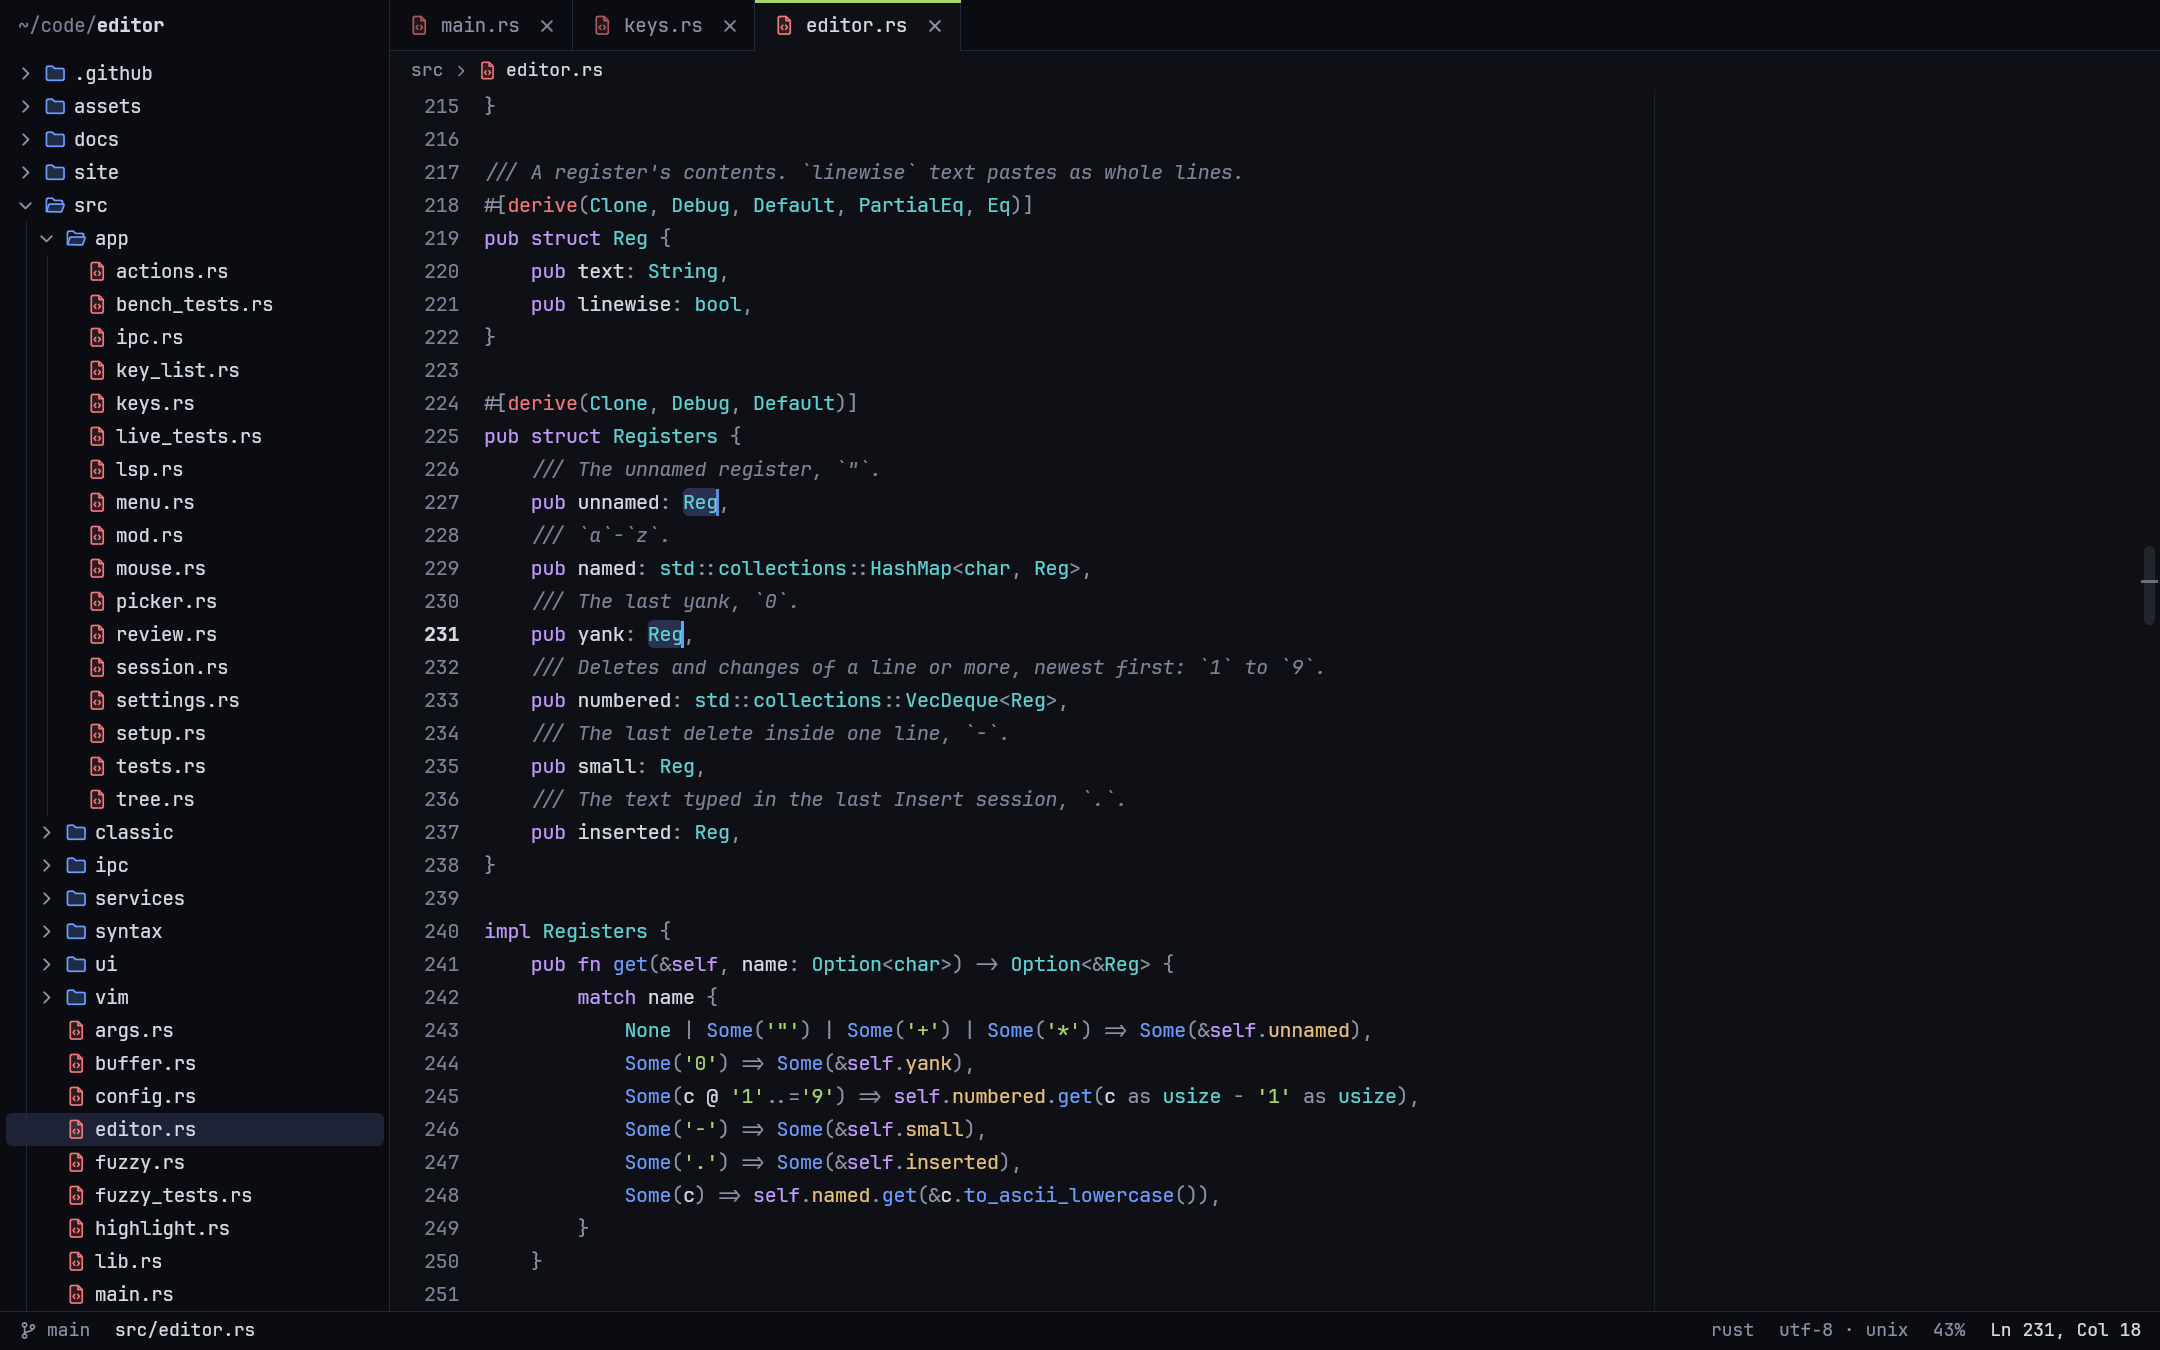 ~/code/editor
.github
assets
docs
site
src
app
actions.rs
bench_tests.rs
ipc.rs
key_list.rs
keys.rs
live_tests.rs
lsp.rs
menu.rs
mod.rs
mouse.rs
picker.rs
review.rs
session.rs
settings.rs
setup.rs
tests.rs
tree.rs
classic
ipc
services
syntax
ui
vim
args.rs
buffer.rs
config.rs
editor.rs
fuzzy.rs
fuzzy_tests.rs
highlight.rs
lib.rs
main.rs
main.rs × keys.rs × editor.rs ×
src > editor.rs
215 }
216
217 /// A register's contents. `linewise` text pastes as whole lines.
218 #[derive(Clone, Debug, Default, PartialEq, Eq)]
219 pub struct Reg {
220     pub text: String,
221     pub linewise: bool,
222 }
223
224 #[derive(Clone, Debug, Default)]
225 pub struct Registers {
226     /// The unnamed register, `"`.
227     pub unnamed: Reg,
228     /// `a`-`z`.
229     pub named: std::collections::HashMap<char, Reg>,
230     /// The last yank, `0`.
231     pub yank: Reg,
232     /// Deletes and changes of a line or more, newest first: `1` to `9`.
233     pub numbered: std::collections::VecDeque<Reg>,
234     /// The last delete inside one line, `-`.
235     pub small: Reg,
236     /// The text typed in the last Insert session, `.`.
237     pub inserted: Reg,
238 }
239
240 impl Registers {
241     pub fn get(&self, name: Option<char>) -> Option<&Reg> {
242         match name {
243             None | Some('"') | Some('+') | Some('*') => Some(&self.unnamed),
244             Some('0') => Some(&self.yank),
245             Some(c @ '1'..='9') => self.numbered.get(c as usize - '1' as usize),
246             Some('-') => Some(&self.small),
247             Some('.') => Some(&self.inserted),
248             Some(c) => self.named.get(&c.to_ascii_lowercase()),
249         }
250     }
251
main src/editor.rs rust utf-8 · unix 43% Ln 231, Col 18